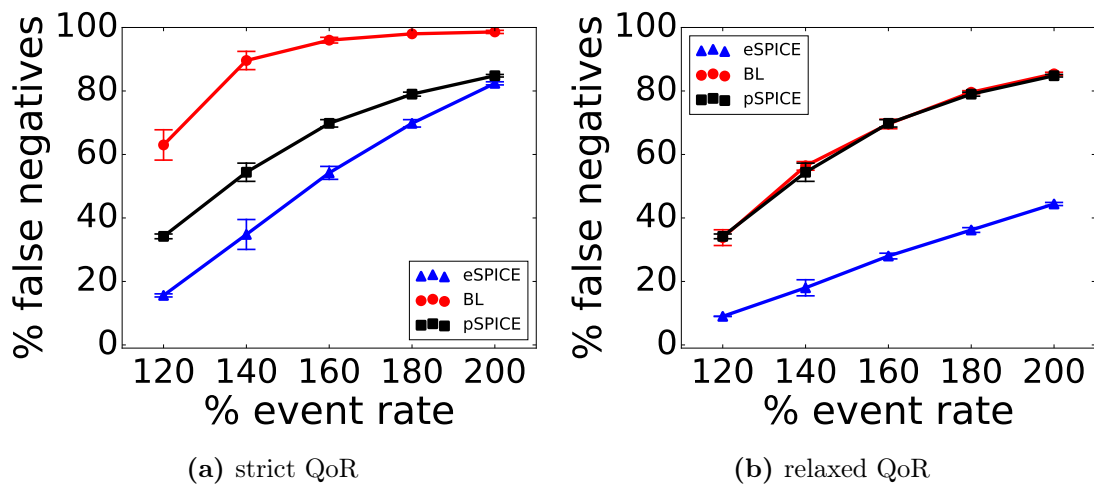 100
80
60
40
20
0
% false negatives
120 140 160 180 200
% event rate
eSPICE
BL
pSPICE
(a) strict QoR
100
80
60
40
20
0
% false negatives
120 140 160 180 200
% event rate
eSPICE
BL
pSPICE
(b) relaxed QoR